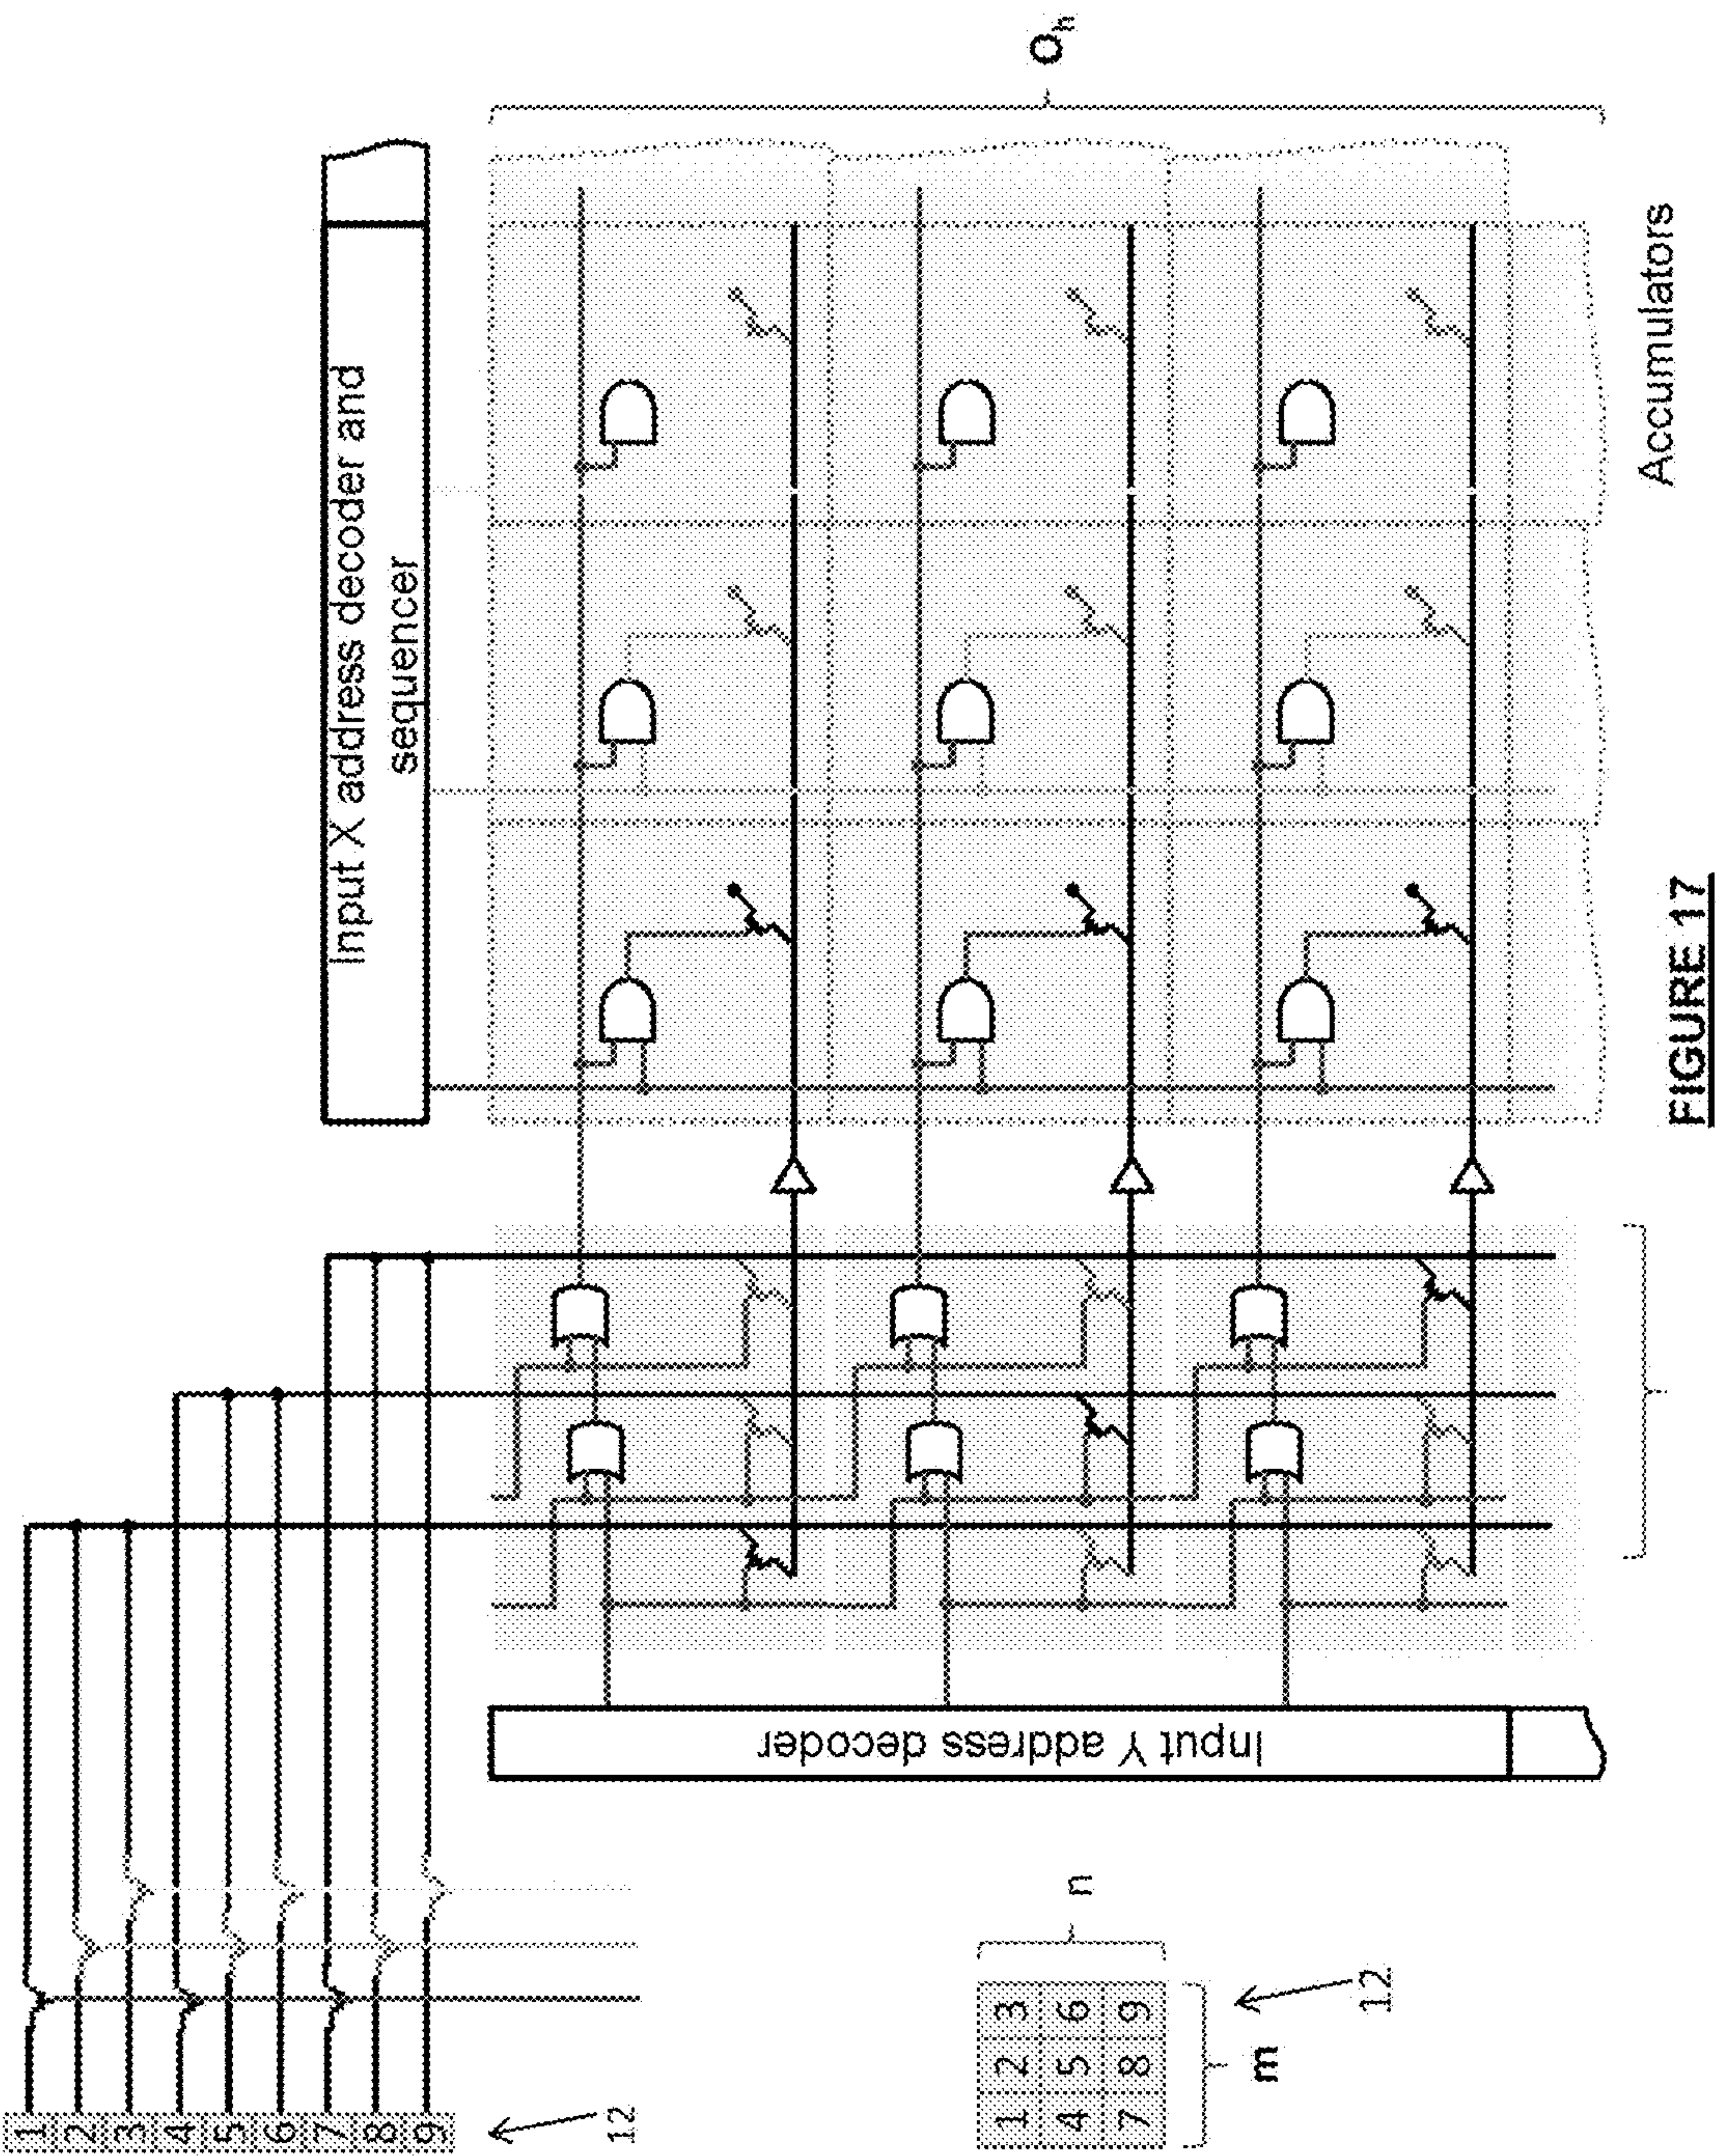 1
2
3
4
5
6
7
8
9
12
Input X address decoder and
sequencer
Input Y address decoder
Oh
1 2 3
4 5 6
7 8 9
n
m
12
Accumulators
FIGURE 17